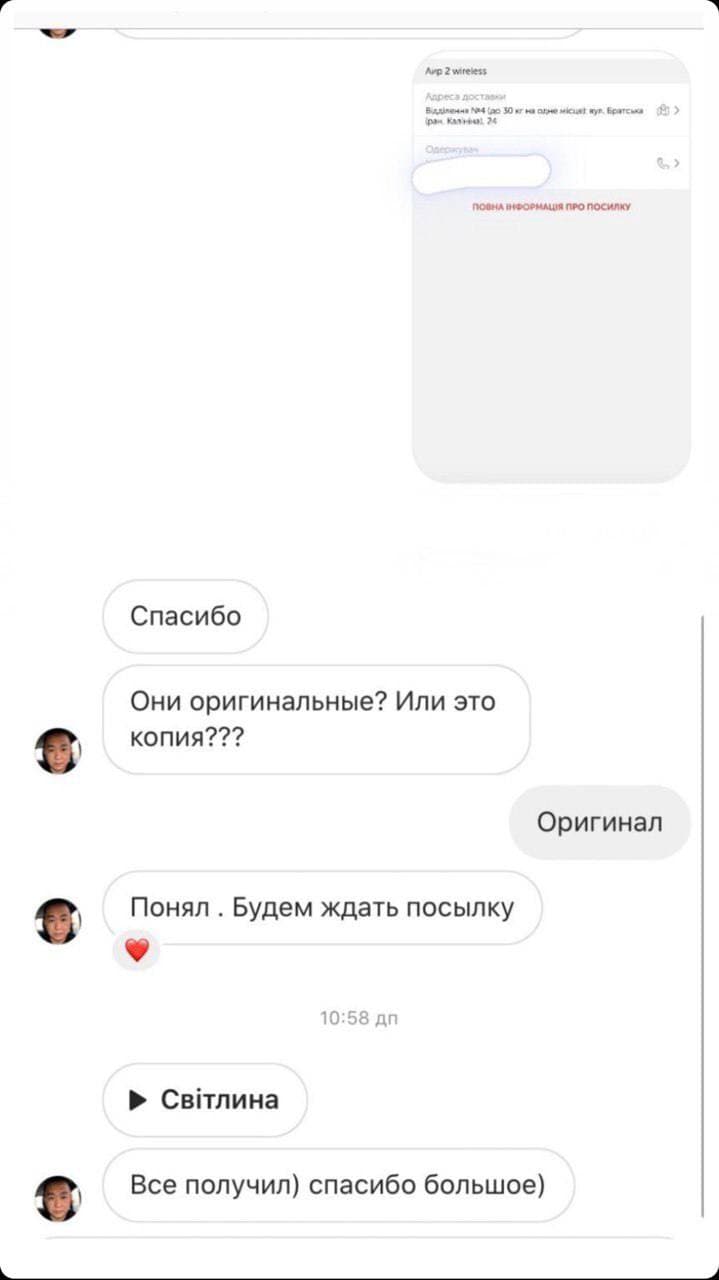 Аир 2 wireless
Адреса доставки
Відділення №4 (до 30 кг на одне місце): вул. Братська
(ран. Калініна), 24
Одержувач
ПОВНА ІНФОРМАЦІЯ ПРО ПОСИЛКУ
Спасибо
Они оригинальные? Или это
копия???
Оригинал
Понял . Будем ждать посылку
10:58 дп
Світлина
Все получил) спасибо большое)